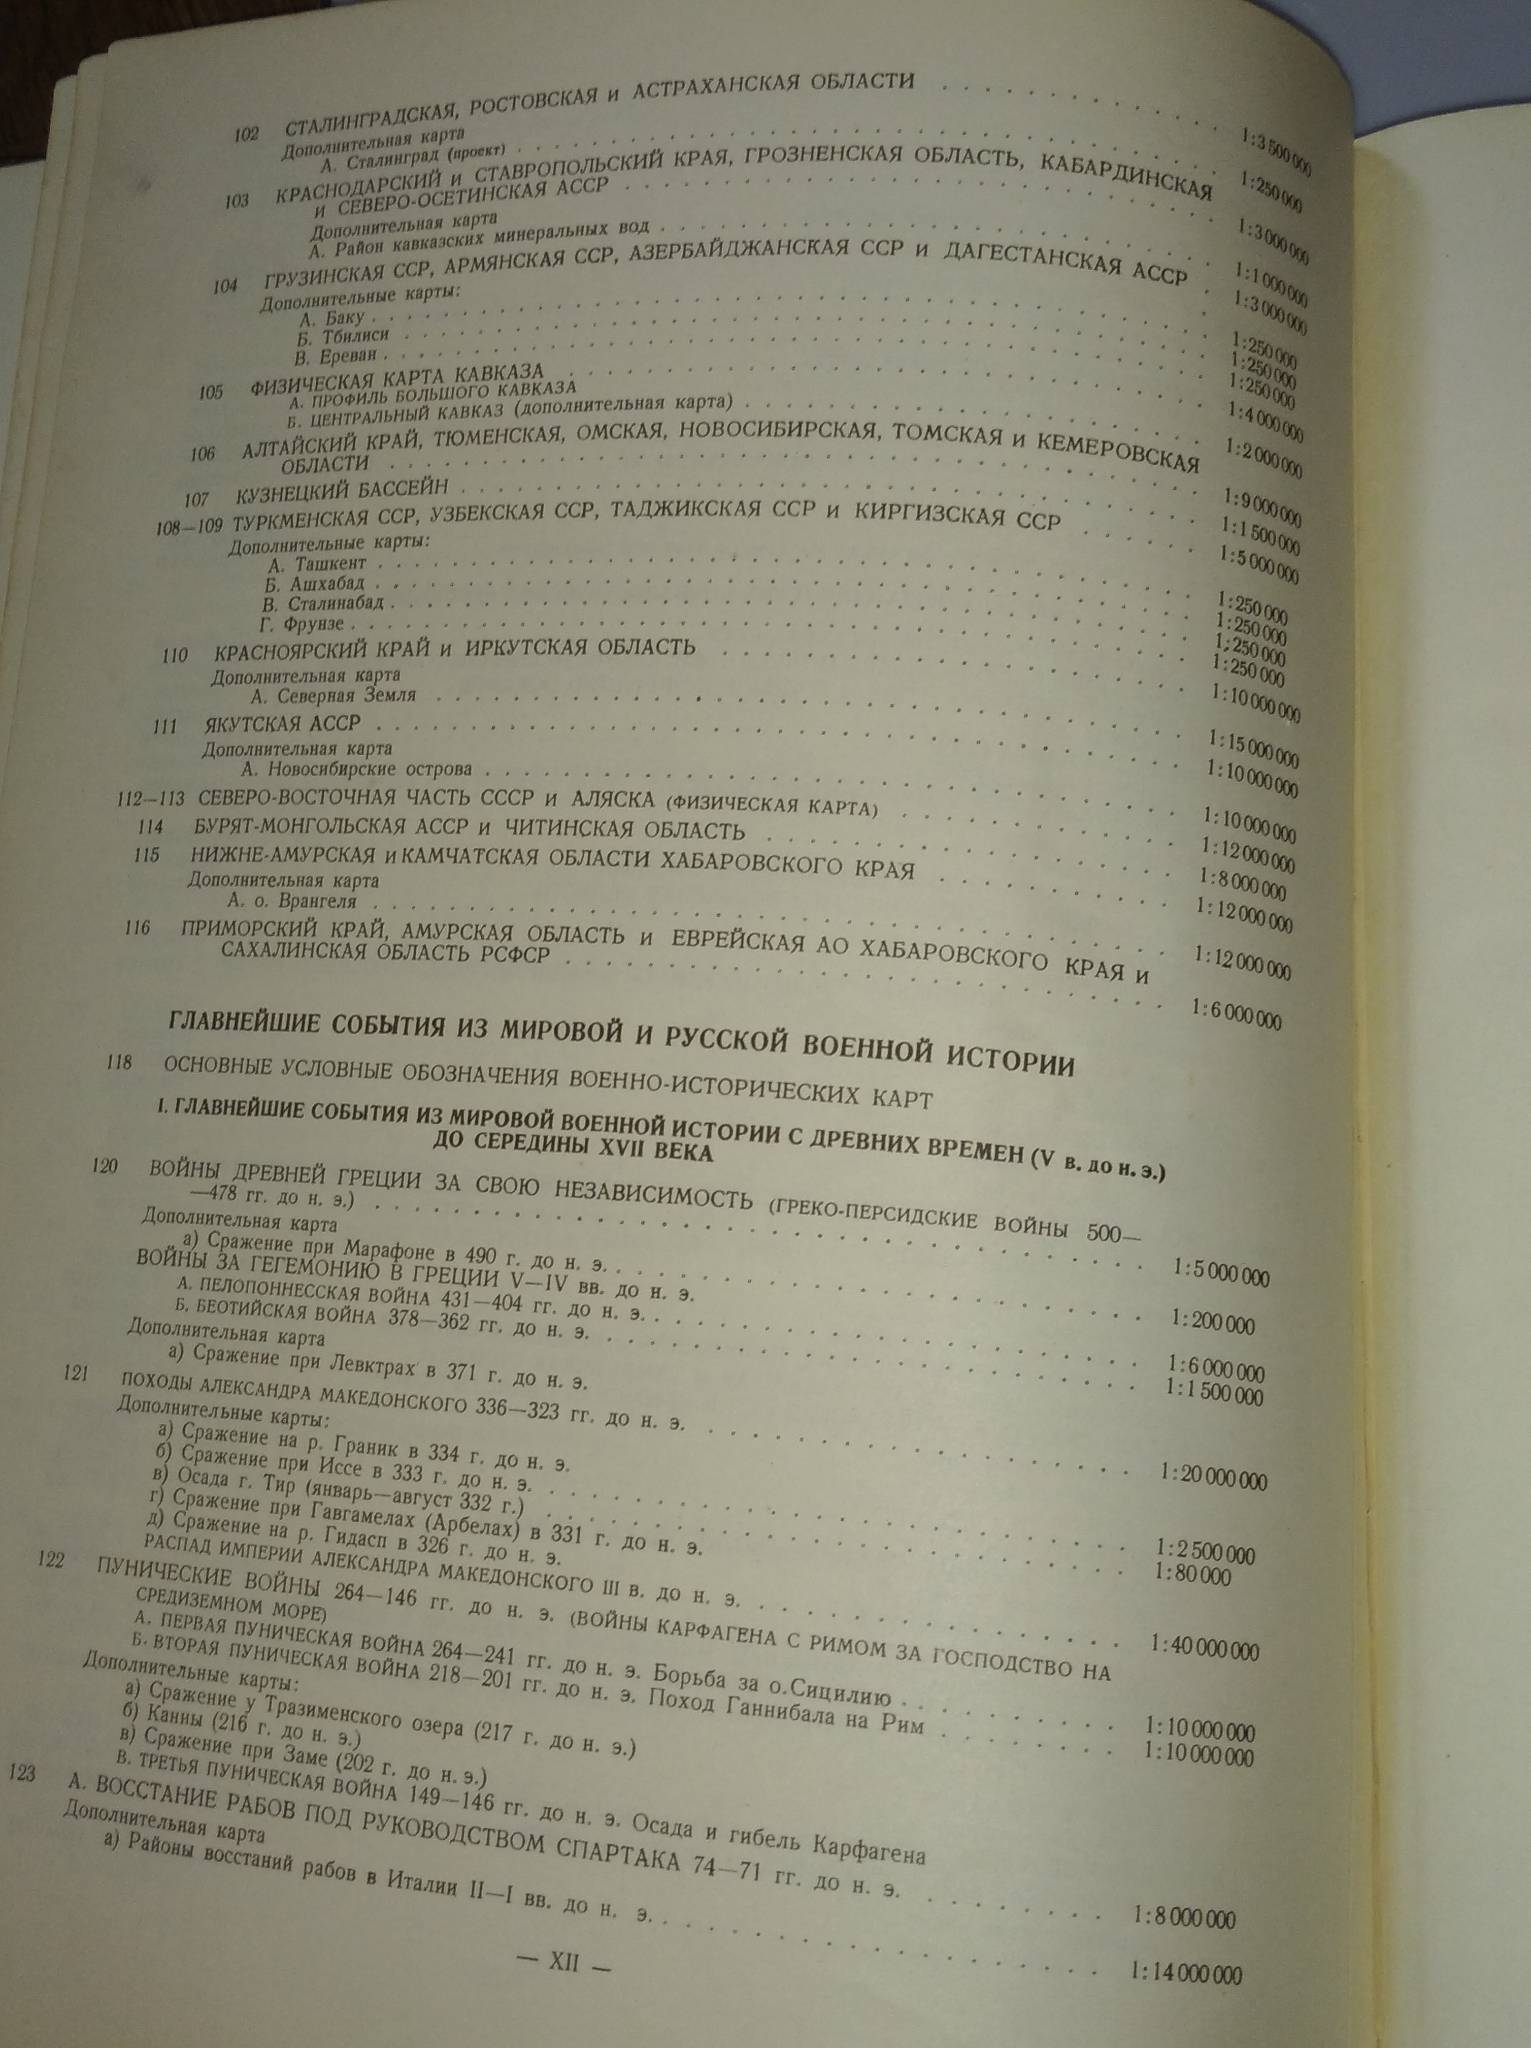 102 СТАЛИНГРАДСКАЯ, РОСТОВСКАЯ и АСТРАХАНСКАЯ ОБЛАСТИ 1:3 500 000
Дополнительная карта
А. Сталинград (проект) 1:250 000
103 КРАСНОДАРСКИЙ и СТАВРОПОЛЬСКИЙ КРАЯ, ГРОЗНЕНСКАЯ ОБЛАСТЬ, КАБАРДИНСКАЯ
и СЕВЕРО-ОСЕТИНСКАЯ АССР 1:3 000 000
Дополнительная карта
А. Район кавказских минеральных вод 1:1 000 000
104 ГРУЗИНСКАЯ ССР, АРМЯНСКАЯ ССР, АЗЕРБАЙДЖАНСКАЯ ССР и ДАГЕСТАНСКАЯ АССР 1:3 000 000
Дополнительные карты:
А. Баку 1:250 000
Б. Тбилиси 1:250 000
В. Ереван 1:250 000
105 ФИЗИЧЕСКАЯ КАРТА КАВКАЗА 1:4 000 000
А. ПРОФИЛЬ БОЛЬШОГО КАВКАЗА
Б. ЦЕНТРАЛЬНЫЙ КАВКАЗ (дополнительная карта) 1:2 000 000
106 АЛТАЙСКИЙ КРАЙ, ТЮМЕНСКАЯ, ОМСКАЯ, НОВОСИБИРСКАЯ, ТОМСКАЯ и КЕМЕРОВСКАЯ
ОБЛАСТИ 1:9 000 000
107 КУЗНЕЦКИЙ БАССЕЙН 1:1 500 000
108—109 ТУРКМЕНСКАЯ ССР, УЗБЕКСКАЯ ССР, ТАДЖИКСКАЯ ССР и КИРГИЗСКАЯ ССР 1:5 000 000
Дополнительные карты:
А. Ташкент 1:250 000
Б. Ашхабад 1:250 000
В. Сталинабад 1:250 000
Г. Фрунзе 1:250 000
110 КРАСНОЯРСКИЙ КРАЙ и ИРКУТСКАЯ ОБЛАСТЬ 1:10 000 000
Дополнительная карта
А. Северная Земля 1:15 000 000
111 ЯКУТСКАЯ АССР 1:10 000 000
Дополнительная карта
А. Новосибирские острова 1:10 000 000
112—113 СЕВЕРО-ВОСТОЧНАЯ ЧАСТЬ СССР и АЛЯСКА (ФИЗИЧЕСКАЯ КАРТА) 1:12 000 000
114 БУРЯТ-МОНГОЛЬСКАЯ АССР и ЧИТИНСКАЯ ОБЛАСТЬ 1:8 000 000
115 НИЖНЕ-АМУРСКАЯ и КАМЧАТСКАЯ ОБЛАСТИ ХАБАРОВСКОГО КРАЯ 1:12 000 000
Дополнительная карта
А. о. Врангеля 1:12 000 000
116 ПРИМОРСКИЙ КРАЙ, АМУРСКАЯ ОБЛАСТЬ и ЕВРЕЙСКАЯ АО ХАБАРОВСКОГО КРАЯ и
САХАЛИНСКАЯ ОБЛАСТЬ РСФСР 1:6 000 000
ГЛАВНЕЙШИЕ СОБЫТИЯ ИЗ МИРОВОЙ И РУССКОЙ ВОЕННОЙ ИСТОРИИ
118 ОСНОВНЫЕ УСЛОВНЫЕ ОБОЗНАЧЕНИЯ ВОЕННО-ИСТОРИЧЕСКИХ КАРТ
I. ГЛАВНЕЙШИЕ СОБЫТИЯ ИЗ МИРОВОЙ ВОЕННОЙ ИСТОРИИ С ДРЕВНИХ ВРЕМЕН (V в. до н. э.)
ДО СЕРЕДИНЫ XVII ВЕКА
120 ВОЙНЫ ДРЕВНЕЙ ГРЕЦИИ ЗА СВОЮ НЕЗАВИСИМОСТЬ (ГРЕКО-ПЕРСИДСКИЕ ВОЙНЫ 500—
—478 гг. до н. э.) 1:5 000 000
Дополнительная карта
а) Сражение при Марафоне в 490 г. до н. э. 1:200 000
ВОЙНЫ ЗА ГЕГЕМОНИЮ В ГРЕЦИИ V—IV вв. до н. э.
А. ПЕЛОПОННЕССКАЯ ВОЙНА 431—404 гг. до н. э. 1:6 000 000
Б. БЕОТИЙСКАЯ ВОЙНА 378—362 гг. до н. э. 1:1 500 000
Дополнительная карта
а) Сражение при Левктрах в 371 г. до н. э.
121 ПОХОДЫ АЛЕКСАНДРА МАКЕДОНСКОГО 336—323 гг. до н. э. 1:20 000 000
Дополнительные карты:
а) Сражение на р. Граник в 334 г. до н. э.
б) Сражение при Иссе в 333 г. до н. э. 1:2 500 000
в) Осада г. Тир (январь—август 332 г.) 1:80 000
г) Сражение при Гавгамелах (Арбелах) в 331 г. до н. э.
д) Сражение на р. Гидасп в 326 г. до н. э.
РАСПАД ИМПЕРИИ АЛЕКСАНДРА МАКЕДОНСКОГО III в. до н. э. 1:40 000 000
122 ПУНИЧЕСКИЕ ВОЙНЫ 264—146 гг. до н. э. (ВОЙНЫ КАРФАГЕНА С РИМОМ ЗА ГОСПОДСТВО НА
СРЕДИЗЕМНОМ МОРЕ)
А. ПЕРВАЯ ПУНИЧЕСКАЯ ВОЙНА 264—241 гг. до н. э. Борьба за о. Сицилию 1:10 000 000
Б. ВТОРАЯ ПУНИЧЕСКАЯ ВОЙНА 218—201 гг. до н. э. Поход Ганнибала на Рим 1:10 000 000
Дополнительные карты:
а) Сражение у Тразименского озера (217 г. до н. э.)
б) Канны (216 г. до н. э.)
в) Сражение при Заме (202 г. до н. э.)
В. ТРЕТЬЯ ПУНИЧЕСКАЯ ВОЙНА 149—146 гг. до н. э. Осада и гибель Карфагена
123 А. ВОССТАНИЕ РАБОВ ПОД РУКОВОДСТВОМ СПАРТАКА 74—71 гг. до н. э. 1:8 000 000
Дополнительная карта
а) Районы восстаний рабов в Италии II—I вв. до н. э. 1:14 000 000
— XII —